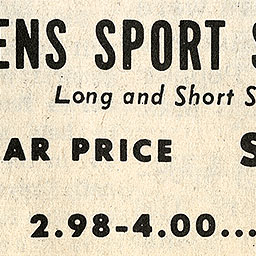 ENS SPORT S
Long and Short S
AR PRICE S
2.98-4.00...